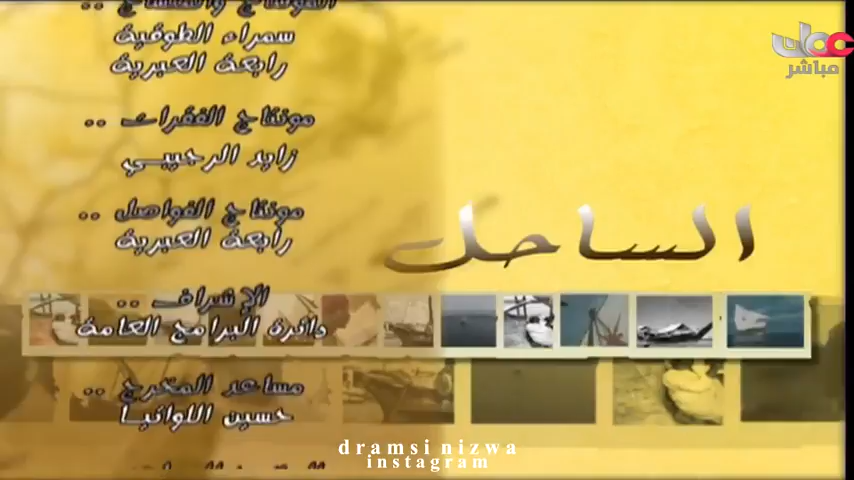 سمراء الطوقية
رابعة العبرية
مونتاج الفقرات ..
زايد الرجيبي
مونتاج الفواصل ..
رابعة العبرية
الإشراف ..
دائرة البرامج العامة
مساعد المخرج ..
حسين اللواتيا
الساحل
عمان
مباشر
dramsi nizwa
instagram